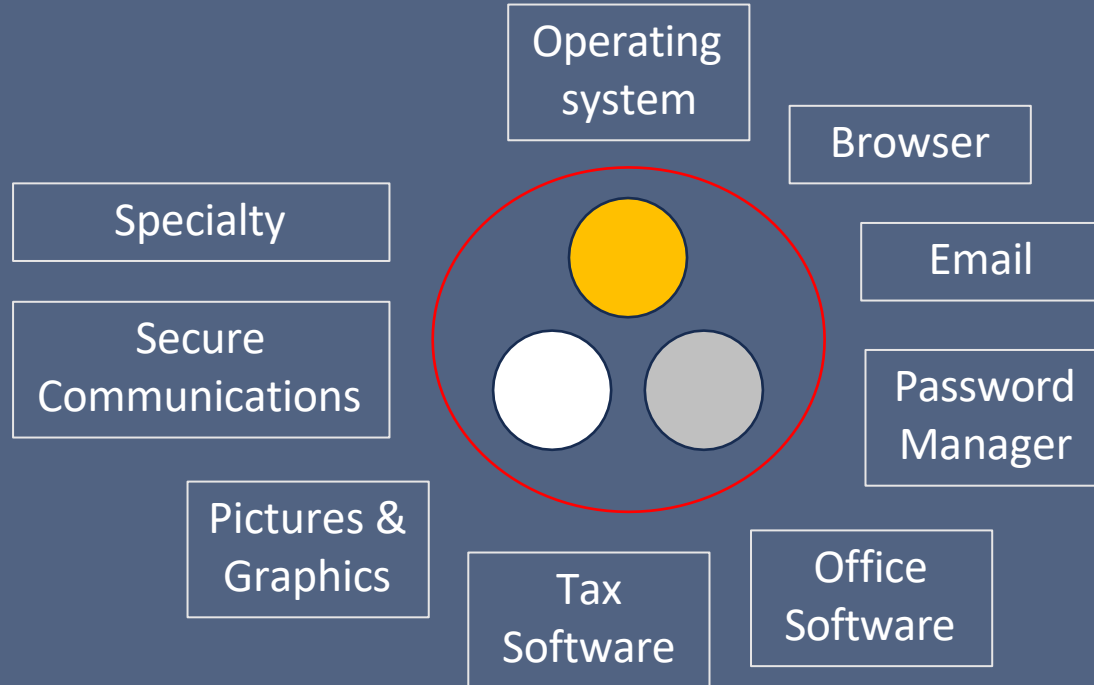 Operating
system
Browser
Specialty
Email
Secure
Communications
Password
Manager
Pictures &
Graphics
Tax
Software
Office
Software